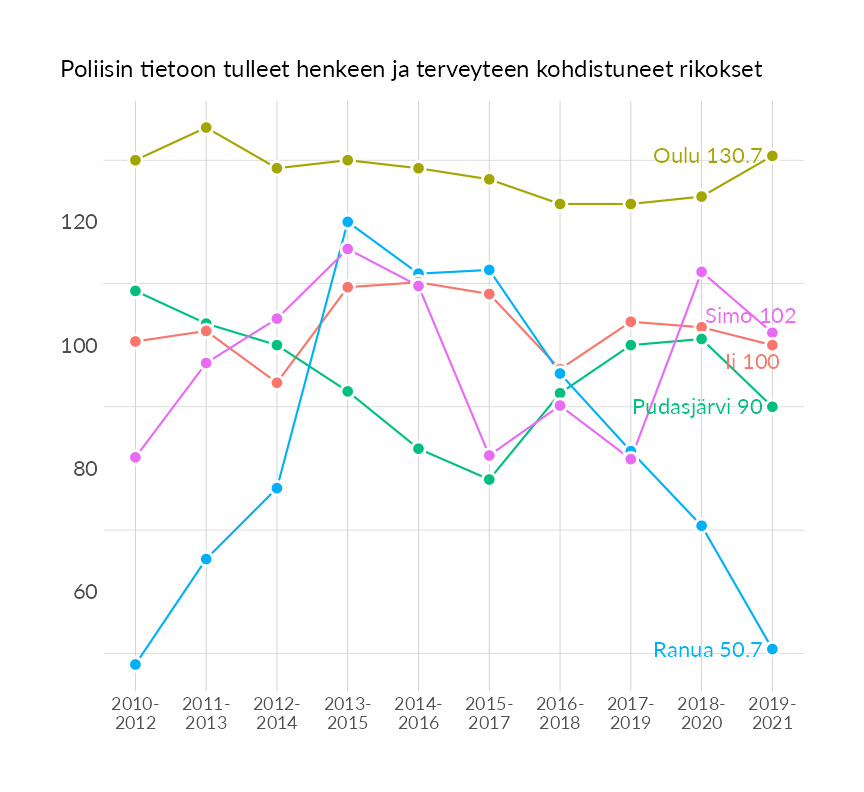 Poliisin tietoon tulleet henkeen ja terveyteen kohdistuneet rikokset
Oulu 130.7
120
Simo 102
100
Ii 100
Pudasjärvi 90
80
60
Ranua 50.7
2010- 2011- 2012- 2013- 2014- 2015- 2016- 2017- 2018- 2019-
2012 2013 2014 2015 2016 2017 2018 2019 2020 2021